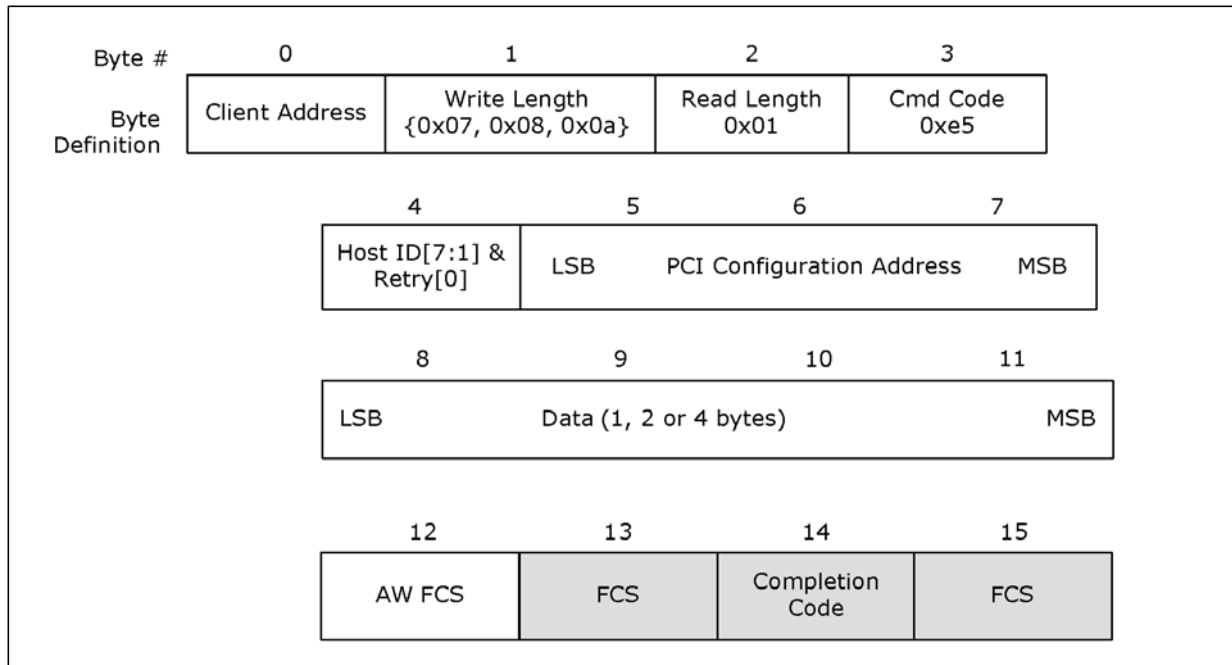 Byte # 0 1 2 3
Byte Definition
Client Address
Write Length
{0x07, 0x08, 0x0a}
Read Length
0x01
Cmd Code
0xe5
4 5 6 7
Host ID[7:1] &
Retry[0]
LSB PCI Configuration Address MSB
8 9 10 11
LSB Data (1, 2 or 4 bytes) MSB
12 13 14 15
AW FCS
FCS
Completion
Code
FCS